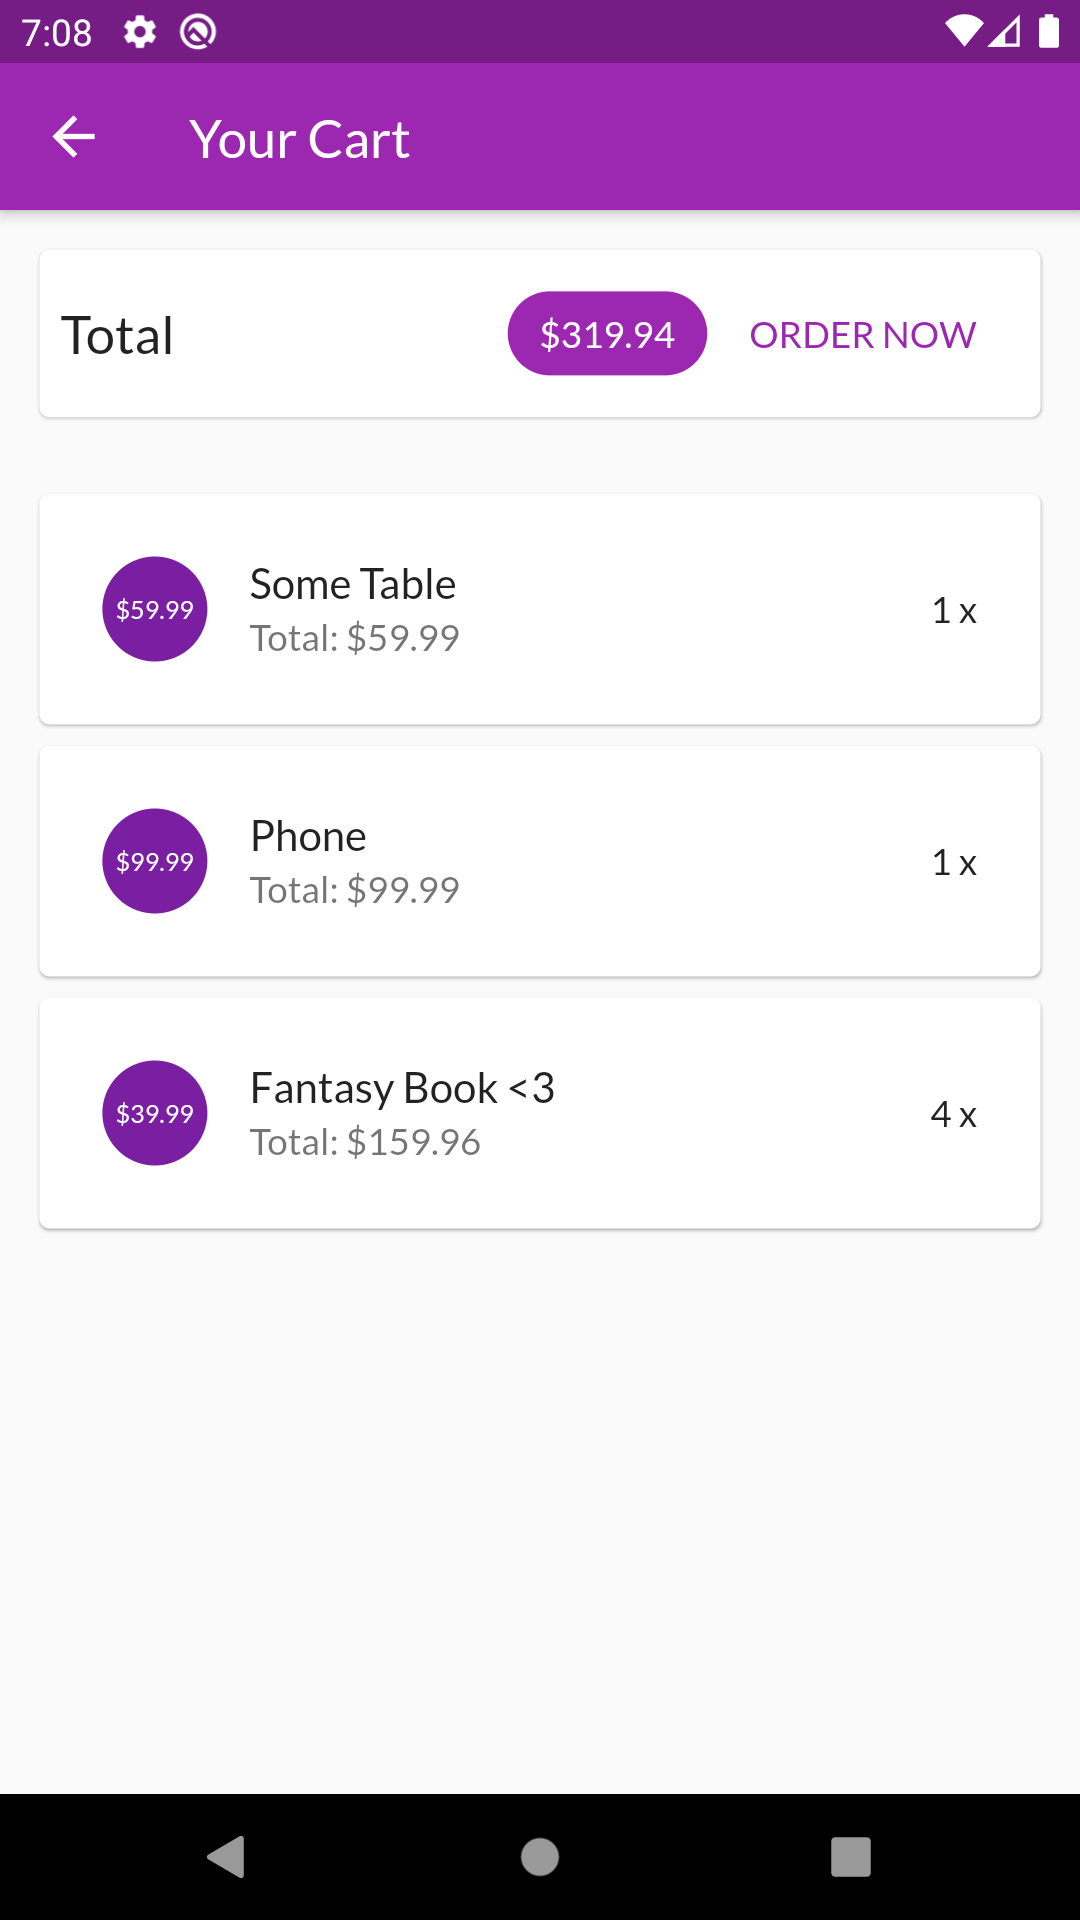 7:08
Your Cart
Total $319.94 ORDER NOW
$59.99 Some Table 1 x
Total: $59.99
$99.99 Phone 1 x
Total: $99.99
$39.99 Fantasy Book <3 4 x
Total: $159.96